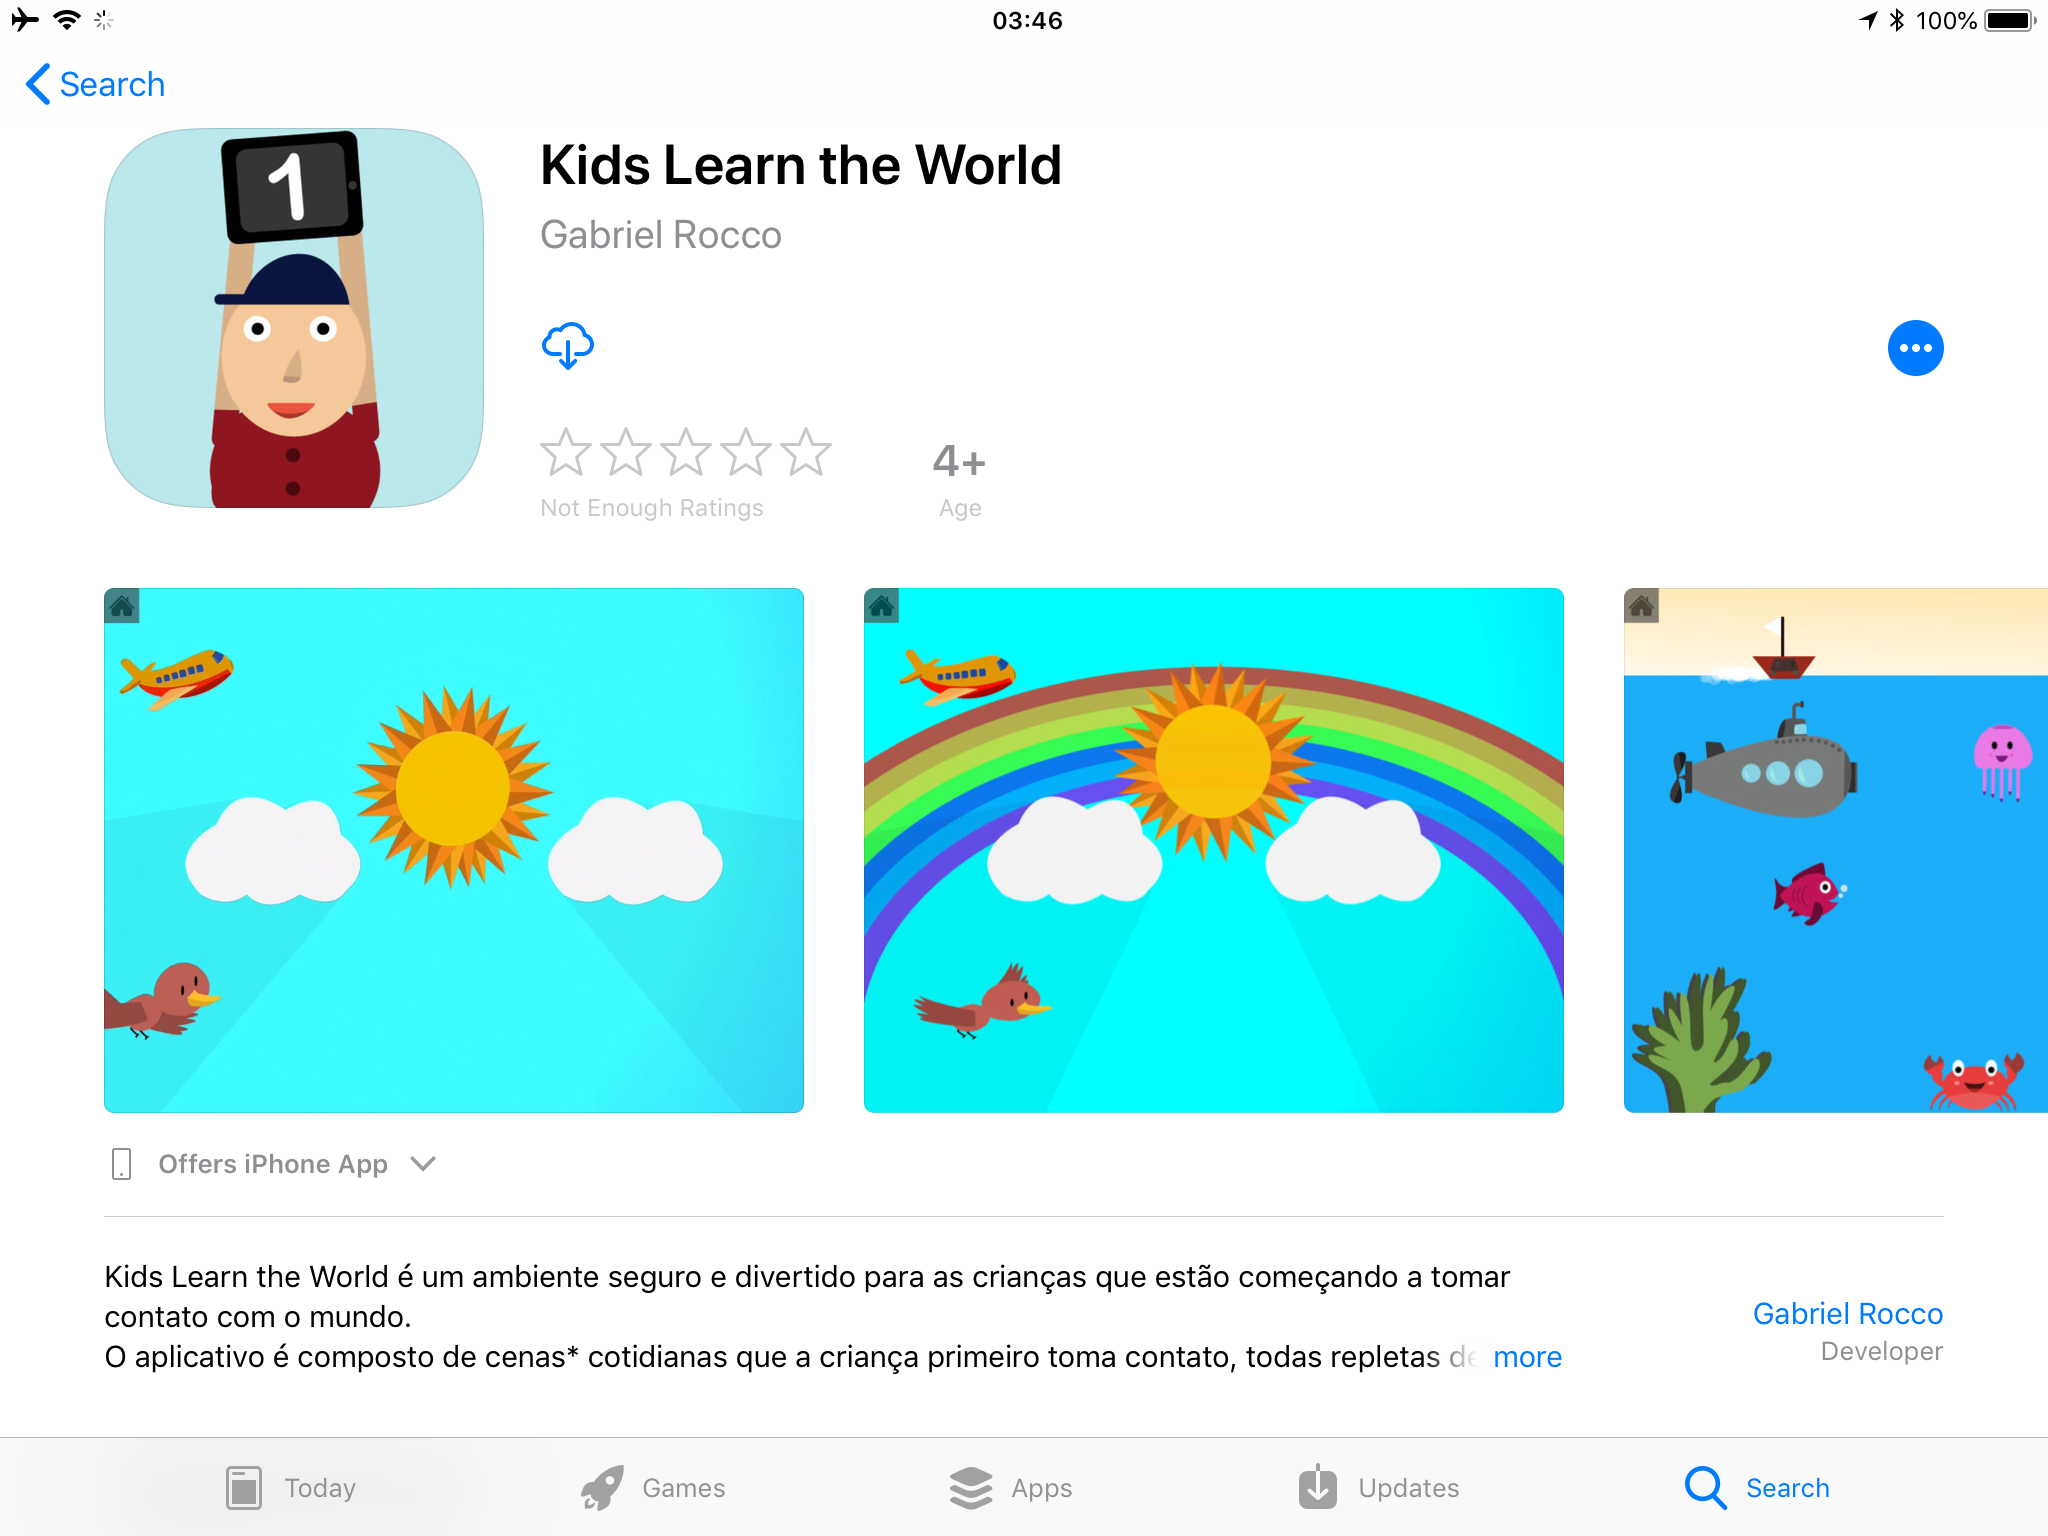 03:46
100%
Search
1
Kids Learn the World
Gabriel Rocco
Not Enough Ratings
4+
Age
Offers iPhone App
Kids Learn the World é um ambiente seguro e divertido para as crianças que estão começando a tomar
contato com o mundo.
O aplicativo é composto de cenas* cotidianas que a criança primeiro toma contato, todas repletas de more
Gabriel Rocco
Developer
Today
Games
Apps
Updates
Search